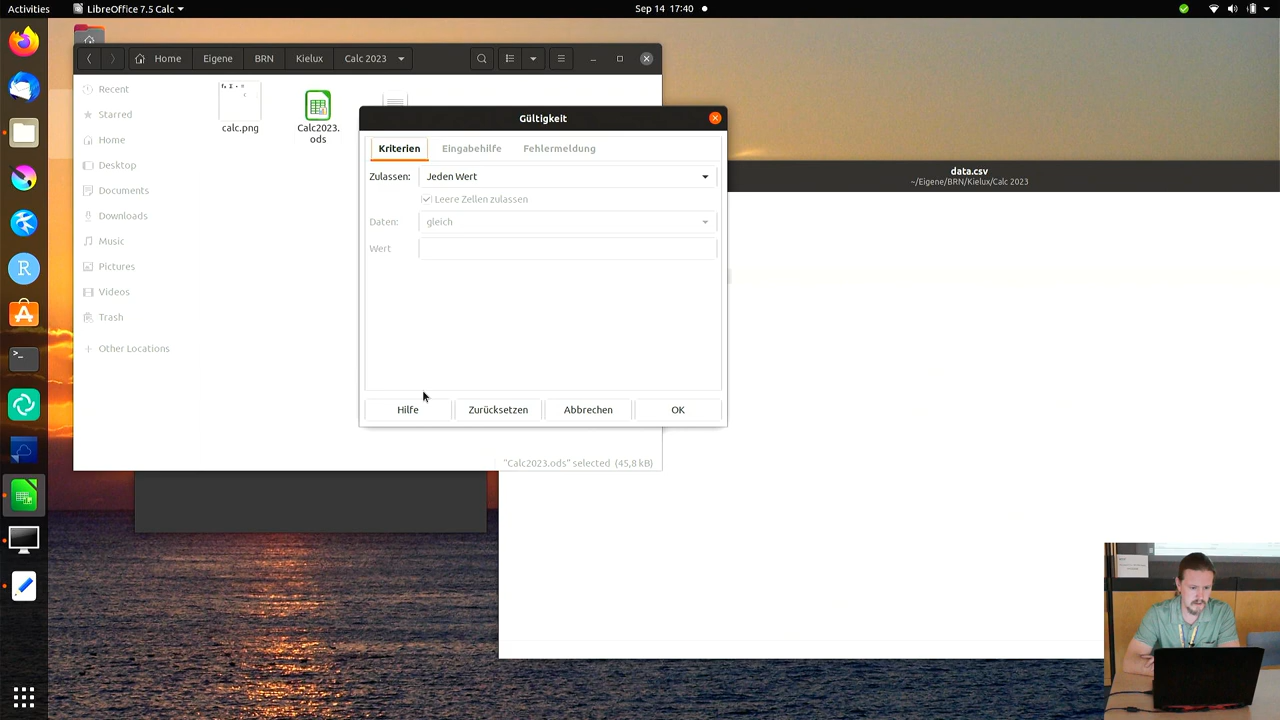 Activities
LibreOffice 7.5 Calc
Sep 14 17:40
Home
Eigene
BRN
Kielux
Calc 2023
Recent
Starred
Home
Desktop
Documents
Downloads
Music
Pictures
Videos
Trash
Other Locations
calc.png
Calc2023.
ods
"Calc2023.ods" selected (45,8 kB)
Gültigkeit
Kriterien
Eingabehilfe
Fehlermeldung
Zulassen:
Jeden Wert
Leere Zellen zulassen
Daten:
gleich
Wert
Hilfe
Zurücksetzen
Abbrechen
OK
data.csv
~/Eigene/BRN/Kielux/Calc 2023